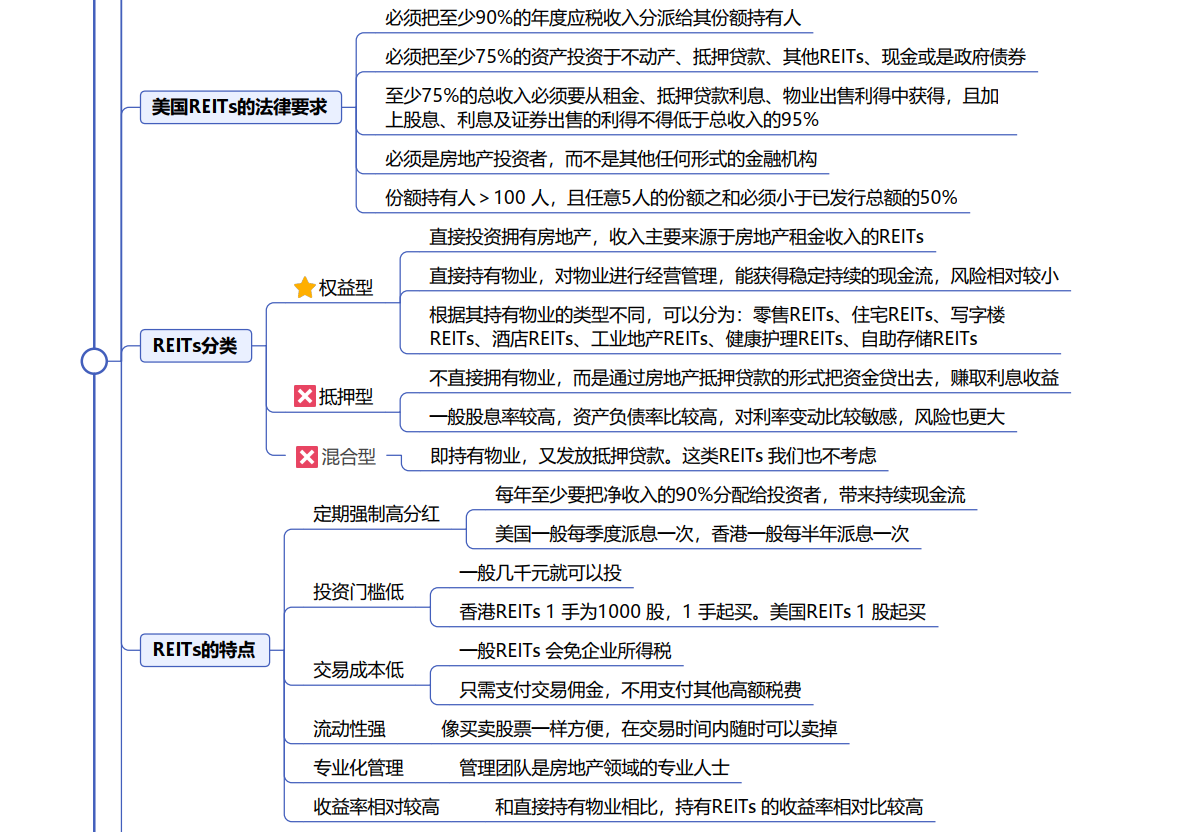 必须把至少90%的年度应税收入分派给其份额持有人
必须把至少75%的资产投资于不动产、抵押贷款、其他REITs、现金或是政府债券
美国REITs的法律要求
至少75%的总收入必须要从租金、抵押贷款利息、物业出售利得中获得，且加
上股息、利息及证券出售的利得不得低于总收入的95%
必须是房地产投资者，而不是其他任何形式的金融机构
份额持有人＞100 人，且任意5人的份额之和必须小于已发行总额的50%
REITs分类
权益型
直接投资拥有房地产，收入主要来源于房地产租金收入的REITs
直接持有物业，对物业进行经营管理，能获得稳定持续的现金流，风险相对较小
根据其持有物业的类型不同，可以分为：零售REITs、住宅REITs、写字楼
REITs、酒店REITs、工业地产REITs、健康护理REITs、自助存储REITs
抵押型
不直接拥有物业，而是通过房地产抵押贷款的形式把资金贷出去，赚取利息收益
一般股息率较高，资产负债率比较高，对利率变动比较敏感，风险也更大
混合型
即持有物业，又发放抵押贷款。这类REITs 我们也不考虑
REITs的特点
定期强制高分红
每年至少要把净收入的90%分配给投资者，带来持续现金流
美国一般每季度派息一次，香港一般每半年派息一次
投资门槛低
一般几千元就可以投
香港REITs 1 手为1000 股，1 手起买。美国REITs 1 股起买
交易成本低
一般REITs 会免企业所得税
只需支付交易佣金，不用支付其他高额税费
流动性强
像买卖股票一样方便，在交易时间内随时可以卖掉
专业化管理
管理团队是房地产领域的专业人士
收益率相对较高
和直接持有物业相比，持有REITs 的收益率相对比较高